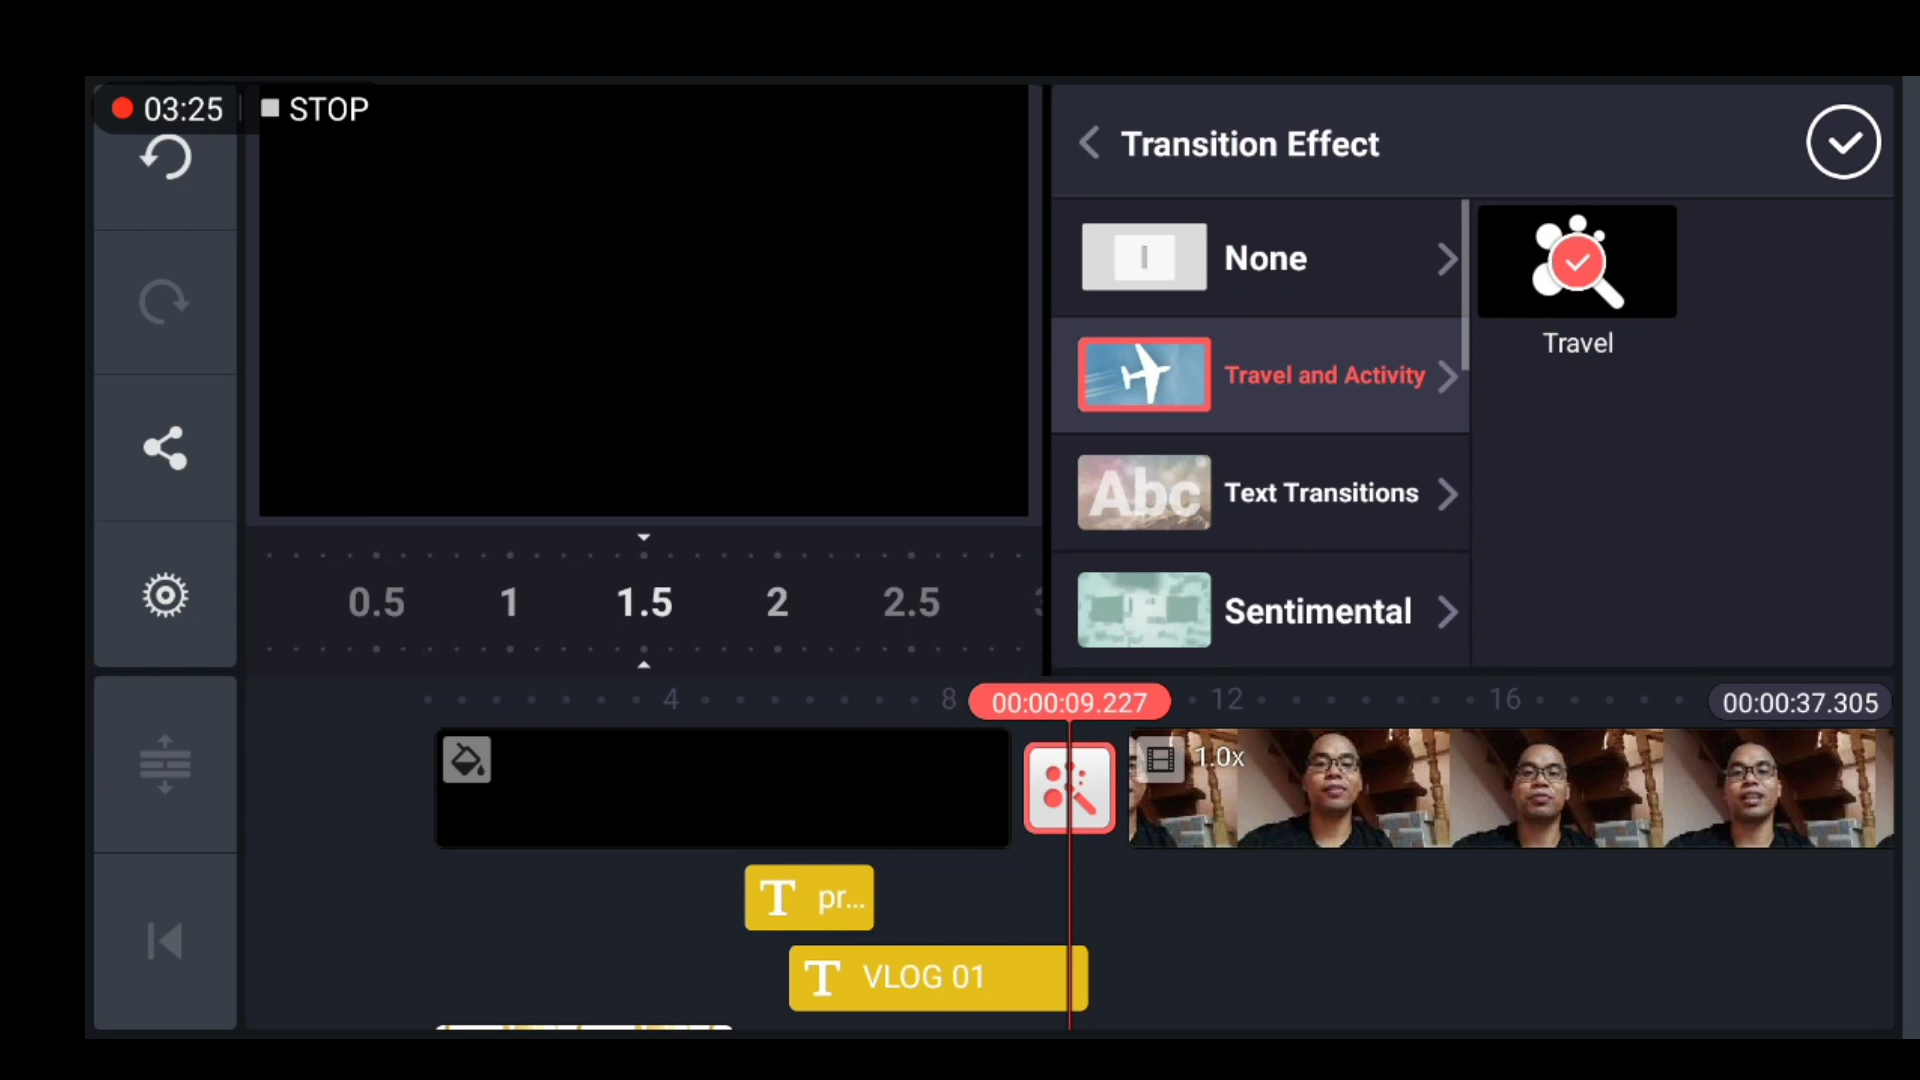 03:25
STOP
Transition Effect
None
Travel
Travel and Activity
Abc
Text Transitions
Sentimental
0.5 1 1.5 2 2.5
4 8 00:00:09.227 12 16 00:00:37.305
1.0x
T pr...
T VLOG 01